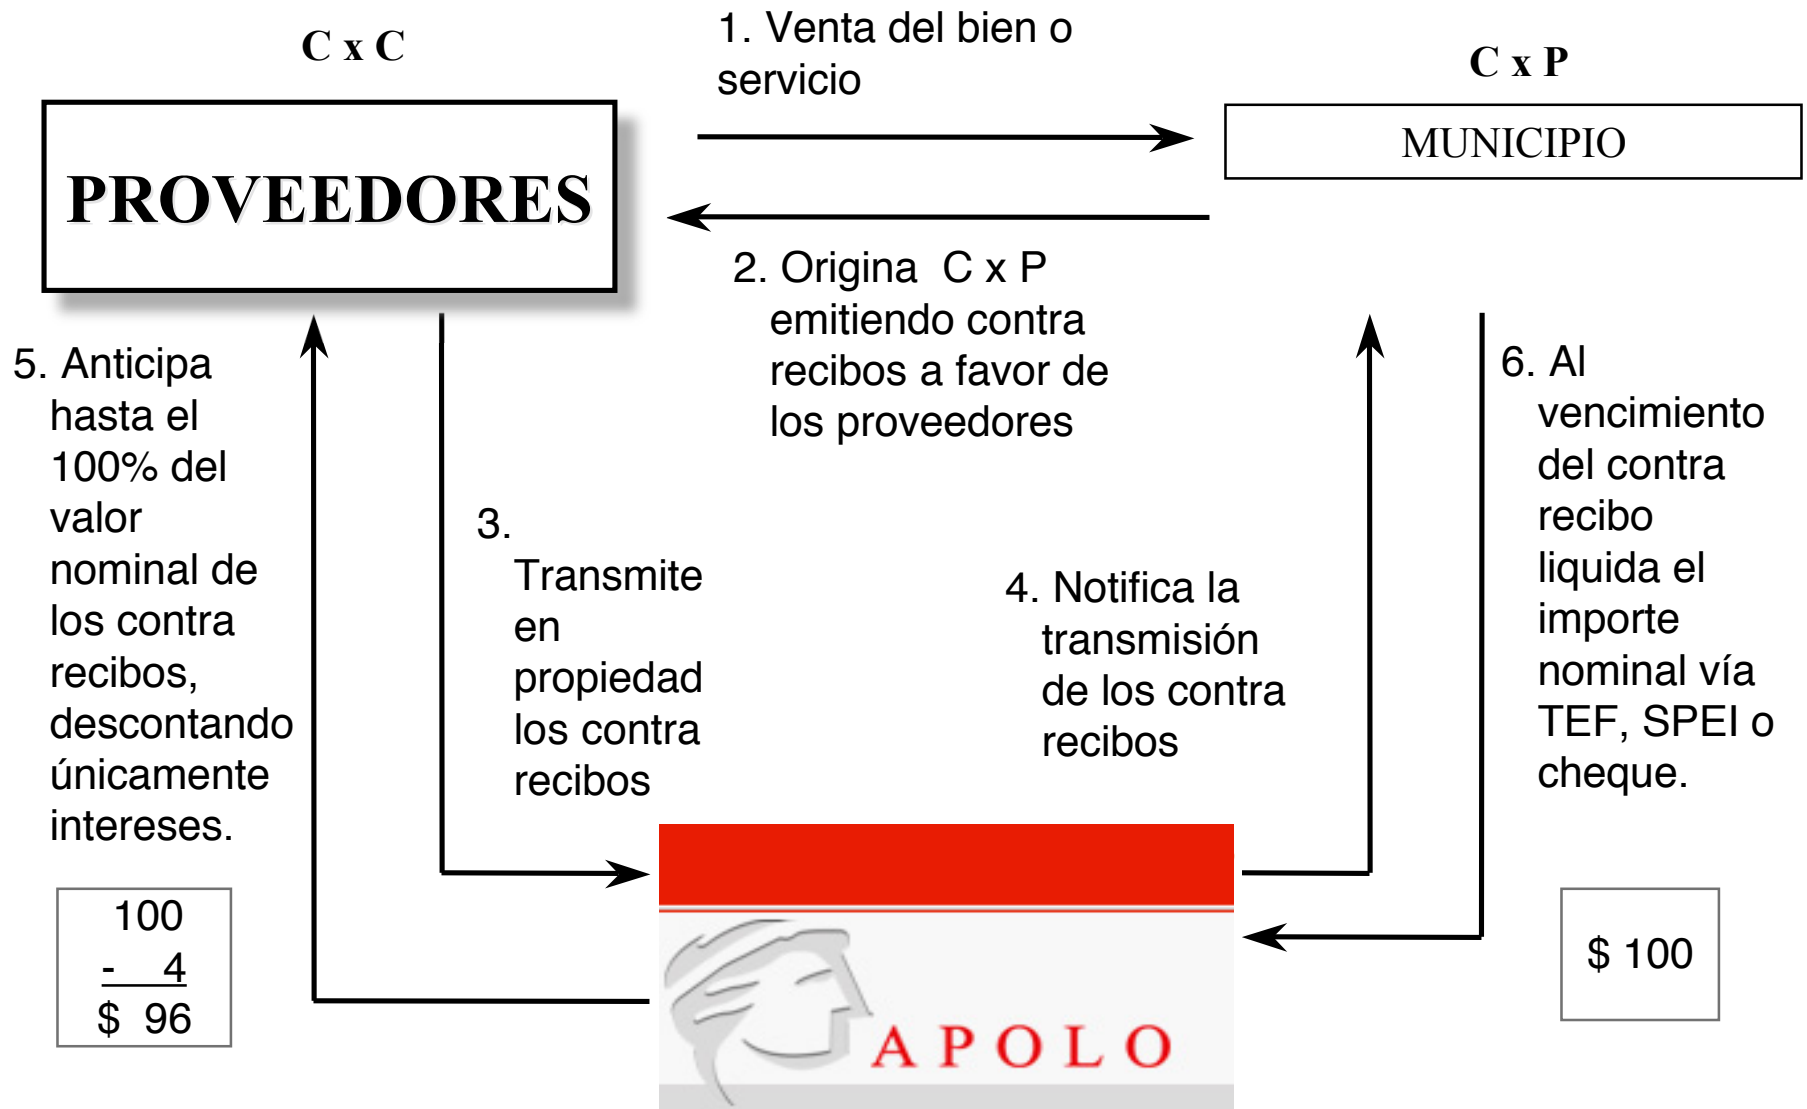 C x C
1. Venta del bien o
servicio
C x P
PROVEEDORES
MUNICIPIO
2. Origina  C x P
emitiendo contra
recibos a favor de
los proveedores
5. Anticipa
hasta el
100% del
valor
nominal de
los contra
recibos,
descontando
únicamente
intereses.
3.
Transmite
en
propiedad
los contra
recibos
4. Notifica la
transmisión
de los contra
recibos
6. Al
vencimiento
del contra
recibo
liquida el
importe
nominal vía
TEF, SPEI o
cheque.
100
-    4
$  96
$ 100
APOLO